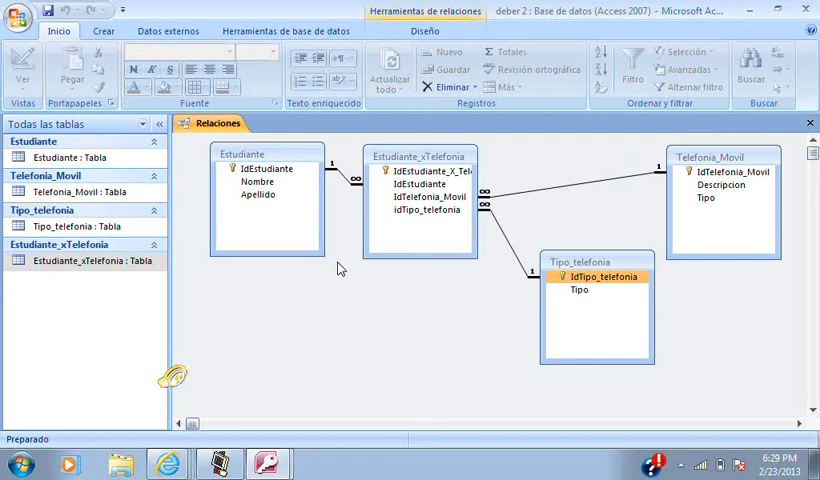 Herramientas de relaciones
deber 2 : Base de datos (Access 2007) - Microsoft Ac...
Inicio
Crear
Datos externos
Herramientas de base de datos
Diseño
Ver
Vistas
Pegar
Portapapeles
N K S
Fuente
Texto enriquecido
Actualizar todo
Nuevo
Guardar
Eliminar
Totales
Revisión ortográfica
Más
Registros
Filtro
Selección
Avanzadas
Alternar filtro
Ordenar y filtrar
Buscar
Buscar
Todas las tablas
Estudiante
Estudiante : Tabla
Telefonia_Movil
Telefonia_Movil : Tabla
Tipo_telefonia
Tipo_telefonia : Tabla
Estudiante_xTelefonia
Estudiante_xTelefonia : Tabla
Relaciones
Estudiante
IdEstudiante
Nombre
Apellido
1
∞
Estudiante_xTelefonia
IdEstudiante_X_Tel
IdEstudiante
IdTelefonia_Movil
idTipo_telefonia
∞
∞
1
Telefonia_Movil
IdTelefonia_Movil
Descripcion
Tipo
1
Tipo_telefonia
IdTipo_telefonia
Tipo
Preparado
6:29 PM
2/23/2013